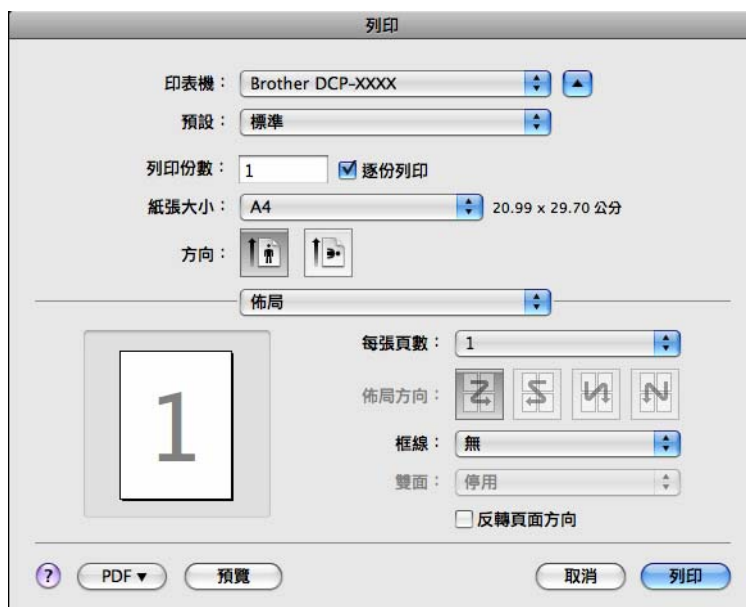 列印
印表機： Brother DCP-XXXX
預設： 標準
列印份數： 1 逐份列印
紙張大小： A4 20.99 x 29.70 公分
方向：
佈局
每張頁數： 1
佈局方向：
框線： 無
雙面： 停用
反轉頁面方向
1
? PDF▼ 預覽 取消 列印